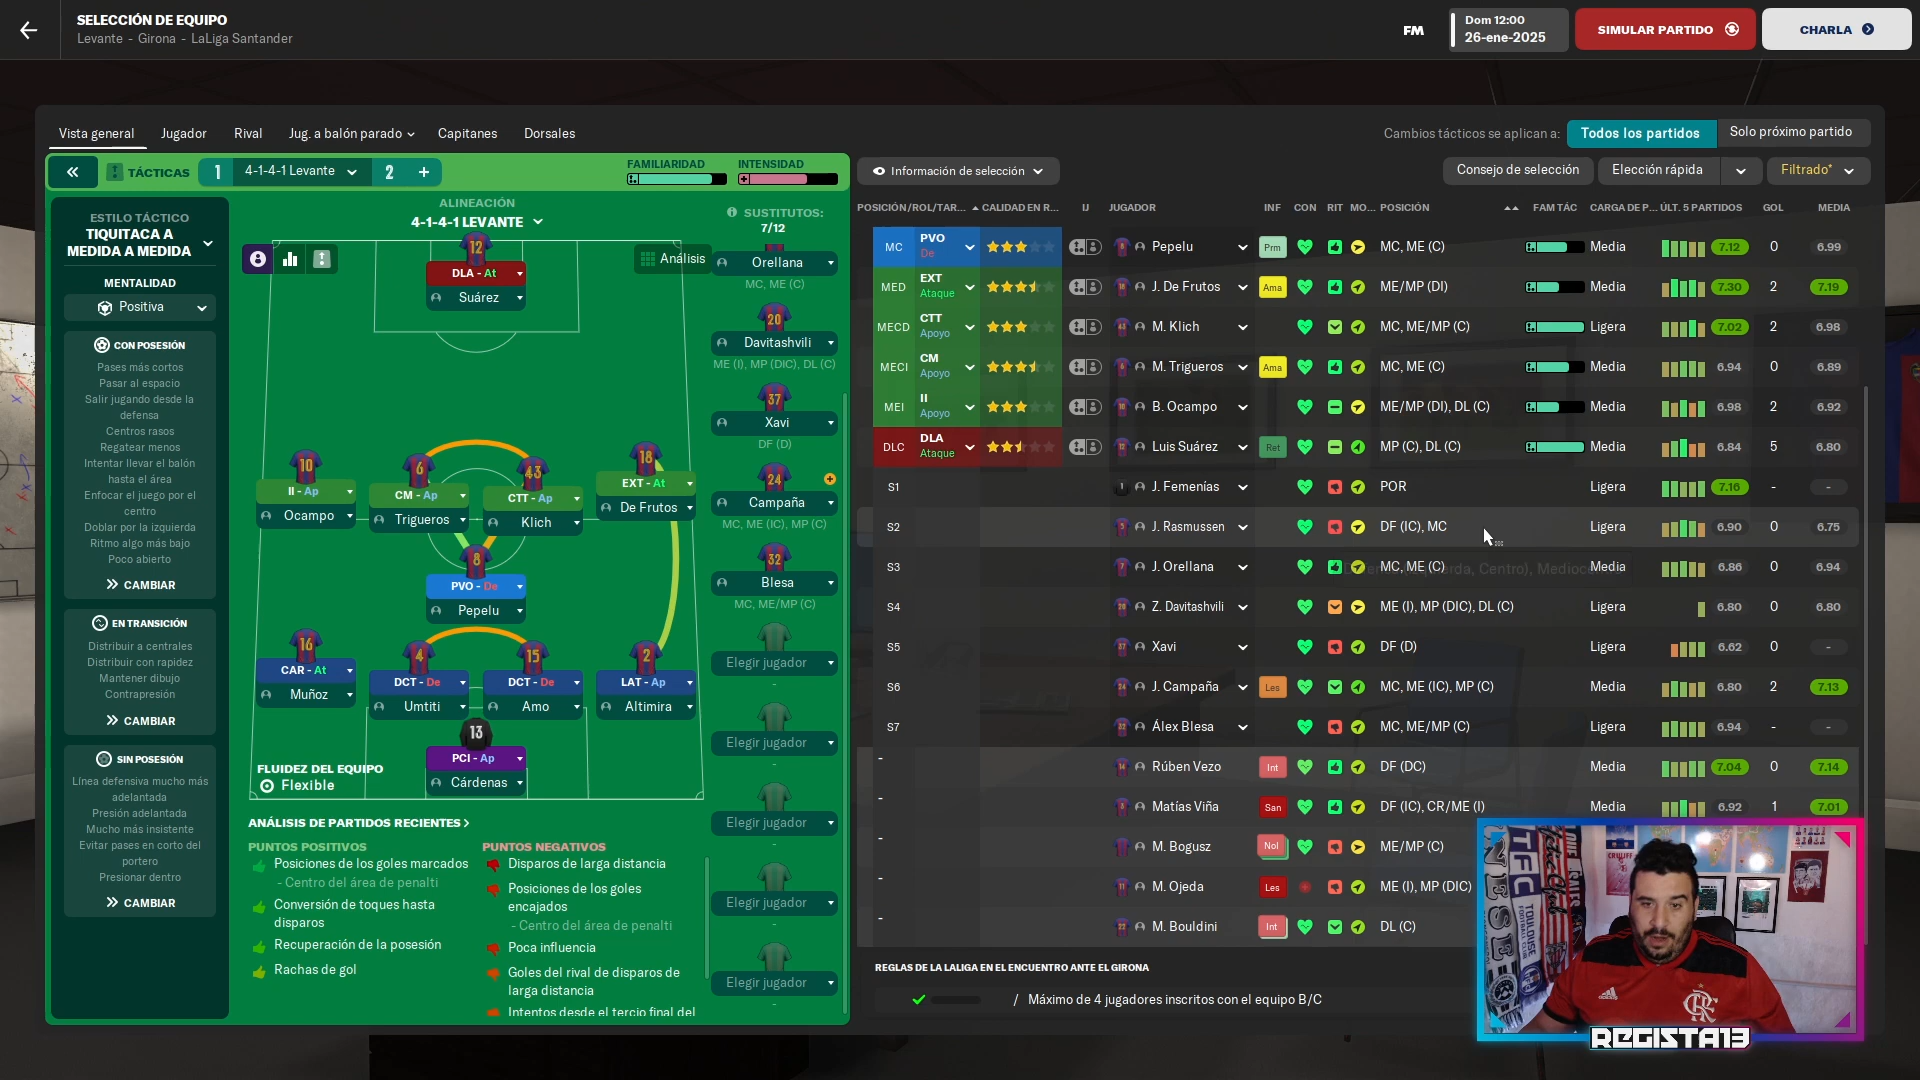 SELECCIÓN DE EQUIPO
Levante - Girona - LaLiga Santander
FM
Dom 12:00
26-ene-2025
SIMULAR PARTIDO
CHARLA
Vista general
Jugador
Rival
Jug. a balón parado
Capitanes
Dorsales
Cambios tácticos se aplican a:
Todos los partidos
Solo próximo partido
TÁCTICAS
1
4-1-4-1 Levante
2
+
FAMILIARIDAD
INTENSIDAD
Información de selección
Consejo de selección
Elección rápida
Filtrado*
ESTILO TÁCTICO
TIQUITACA A
MEDIDA A MEDIDA
MENTALIDAD
Positiva
CON POSESIÓN
Pases más cortos
Pasar al espacio
Salir jugando desde la
defensa
Centros rasos
Regatear menos
Intentar llevar el balón
hasta el área
Enfocar el juego por el
centro
Doblar por la izquierda
Ritmo algo más bajo
Poco abierto
CAMBIAR
EN TRANSICIÓN
Distribuir a centrales
Distribuir con rapidez
Mantener dibujo
Contrapresión
CAMBIAR
SIN POSESIÓN
Línea defensiva mucho más
adelantada
Presión adelantada
Mucho más insistente
Evitar pases en corto del
portero
Presionar dentro
CAMBIAR
ALINEACIÓN
4-1-4-1 LEVANTE
Análisis
12
DLA - At
Suárez
10
II - Ap
Ocampo
6
CM - Ap
Trigueros
43
CTT - Ap
Klich
18
EXT - At
De Frutos
8
PVO - De
Pepelu
16
CAR - At
Muñoz
4
DCT - De
Umtiti
15
DCT - De
Amo
2
LAT - Ap
Altimira
13
PCI - Ap
Cárdenas
FLUIDEZ DEL EQUIPO
Flexible
SUSTITUTOS:
7/12
Orellana
MC, ME (C)
20
Davitashvili
ME (I), MP (DIC), DL (C)
37
Xavi
DF (D)
24
Campaña
MC, ME (IC), MP (C)
32
Blesa
MC, ME/MP (C)
Elegir jugador
-
Elegir jugador
-
Elegir jugador
-
Elegir jugador
-
Elegir jugador
-
ANÁLISIS DE PARTIDOS RECIENTES
PUNTOS POSITIVOS
Posiciones de los goles marcados
- Centro del área de penalti
Conversión de toques hasta
disparos
Recuperación de la posesión
Rachas de gol
PUNTOS NEGATIVOS
Disparos de larga distancia
Posiciones de los goles
encajados
- Centro del área de penalti
Poca influencia
Goles del rival de disparos de
larga distancia
Intentos desde el tercio final del
POSICIÓN/ROL/TAR... CALIDAD EN R... IJ JUGADOR INF CON RIT MO... POSICIÓN FAM TÁC CARGA DE P... ÚLT. 5 PARTIDOS GOL MEDIA
MC PVO De Pepelu Prm MC, ME (C) Media 7.12 0 6.99
MED EXT Ataque J. De Frutos Ama ME/MP (DI) Media 7.30 2 7.19
MECD CTT Apoyo M. Klich MC, ME/MP (C) Ligera 7.02 2 6.98
MECI CM Apoyo M. Trigueros Ama MC, ME (C) Media 6.94 0 6.89
MEI II Apoyo B. Ocampo ME/MP (DI), DL (C) Media 6.98 2 6.92
DLC DLA Ataque Luis Suárez Ret MP (C), DL (C) Media 6.84 5 6.80
S1 J. Femenías POR Ligera 7.16 - -
S2 J. Rasmussen DF (IC), MC Ligera 6.90 0 6.75
S3 J. Orellana MC, ME (C) Media 6.86 0 6.94
S4 Z. Davitashvili ME (I), MP (DIC), DL (C) Ligera 6.80 0 6.80
S5 Xavi DF (D) Ligera 6.62 0 -
S6 J. Campaña Les MC, ME (IC), MP (C) Media 6.80 2 7.13
S7 Álex Blesa MC, ME/MP (C) Ligera 6.94 - -
- Rúben Vezo Int DF (DC) Media 7.04 0 7.14
- Matías Viña San DF (IC), CR/ME (I) Media 6.92 1 7.01
- M. Bogusz Nol ME/MP (C)
- M. Ojeda Les ME (I), MP (DIC)
- M. Bouldini Int DL (C)
REGLAS DE LA LALIGA EN EL ENCUENTRO ANTE EL GIRONA
/ Máximo de 4 jugadores inscritos con el equipo B/C
REGISTA13